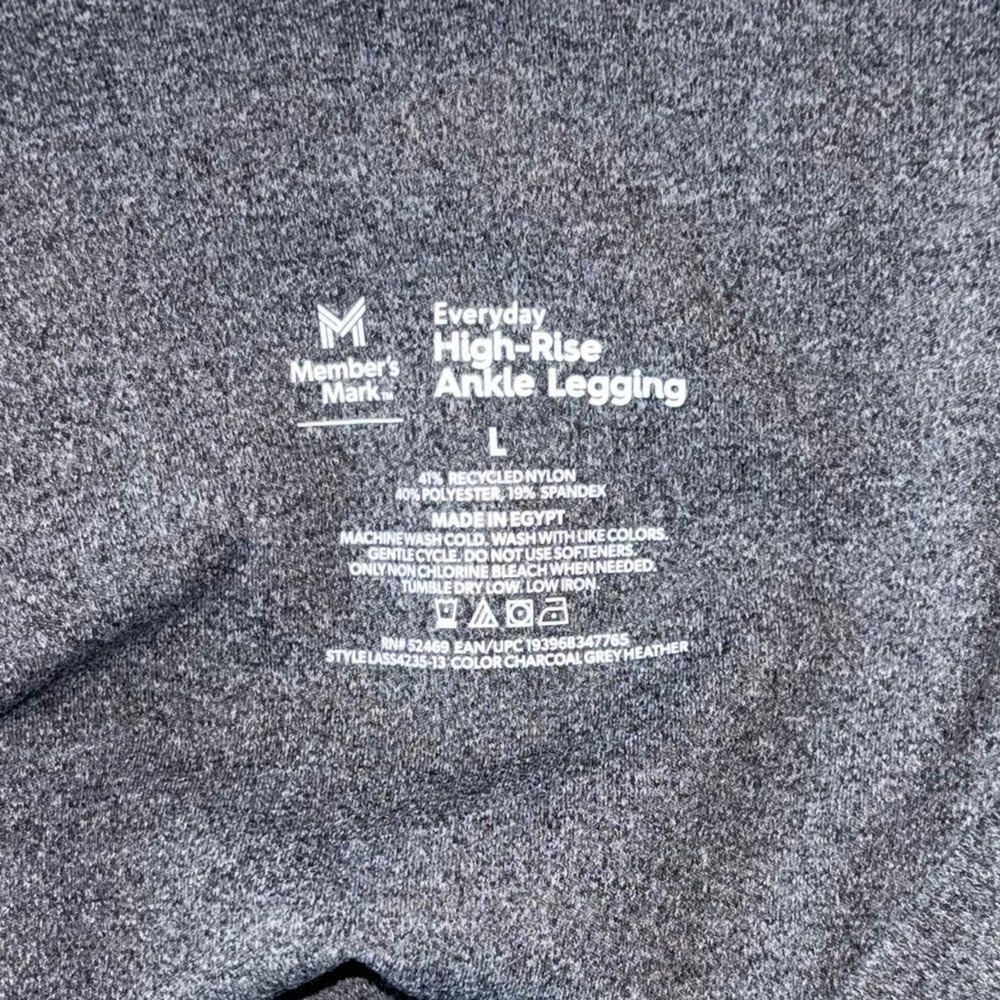 Member's
Mark™
Everyday
High-Rise
Ankle Legging
L
41% RECYCLED NYLON
40% POLYESTER, 19% SPANDEX
MADE IN EGYPT
MACHINE WASH COLD. WASH WITH LIKE COLORS.
GENTLE CYCLE. DO NOT USE SOFTENERS.
ONLY NON CHLORINE BLEACH WHEN NEEDED.
TUMBLE DRY LOW. LOW IRON.
RN# 52469 EAN/UPC 193968347765
STYLE LASS4235-13 COLOR CHARCOAL GREY HEATHER